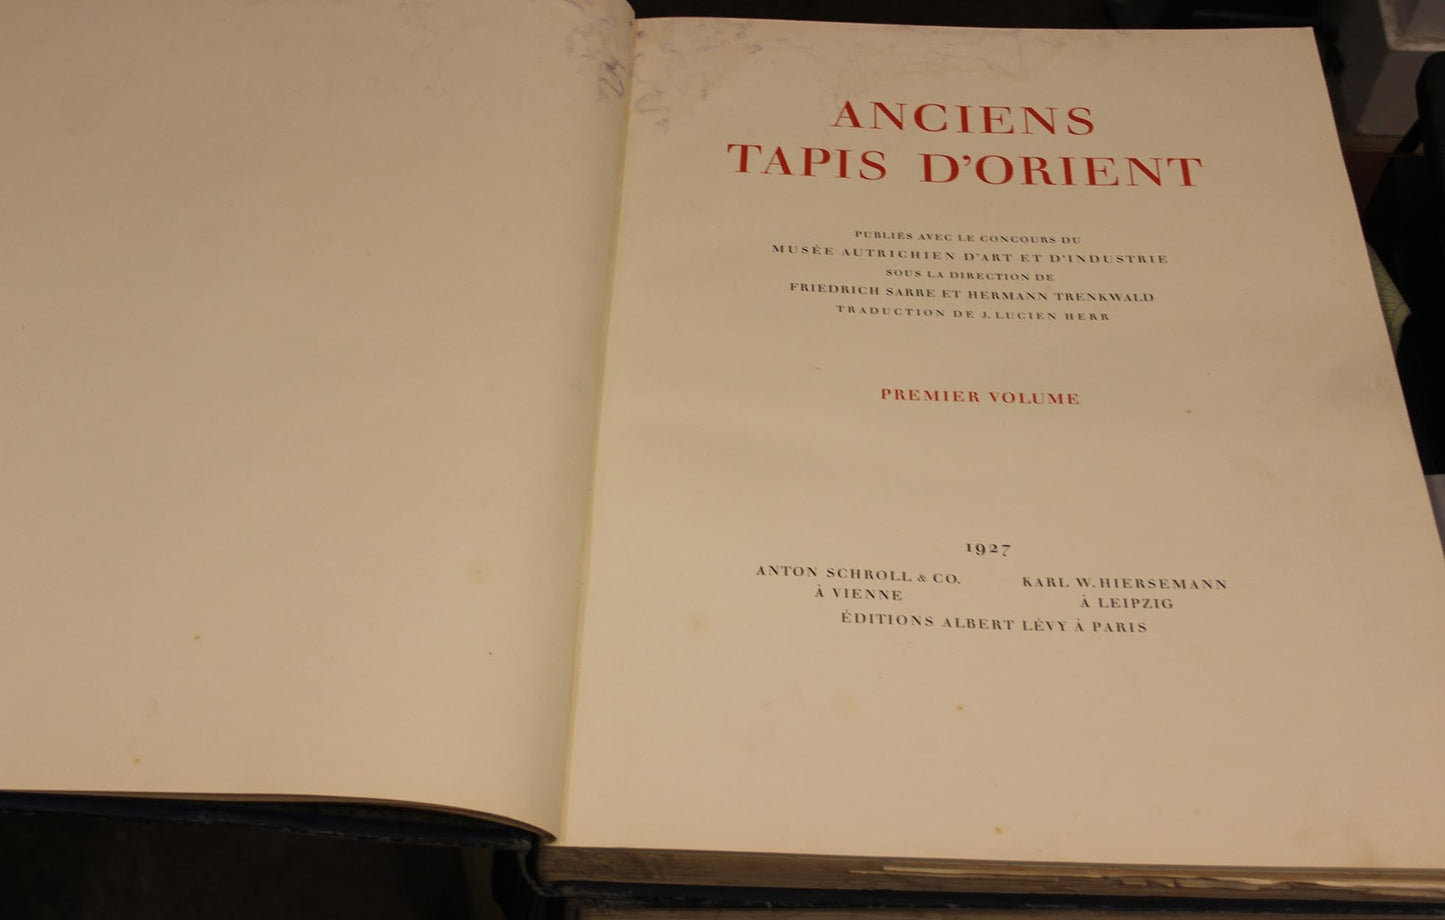 ANCIENS
TAPIS D'ORIENT
PUBLIÉS AVEC LE CONCOURS DU
MUSÉE AUTRICHIEN D'ART ET D'INDUSTRIE
SOUS LA DIRECTION DE
FRIEDRICH SARRE ET HERMANN TRENKWALD
TRADUCTION DE J. LUCIEN HERR
PREMIER VOLUME
1927
ANTON SCHROLL & CO.
À VIENNE
KARL W. HIERSEMANN
À LEIPZIG
ÉDITIONS ALBERT LÉVY À PARIS